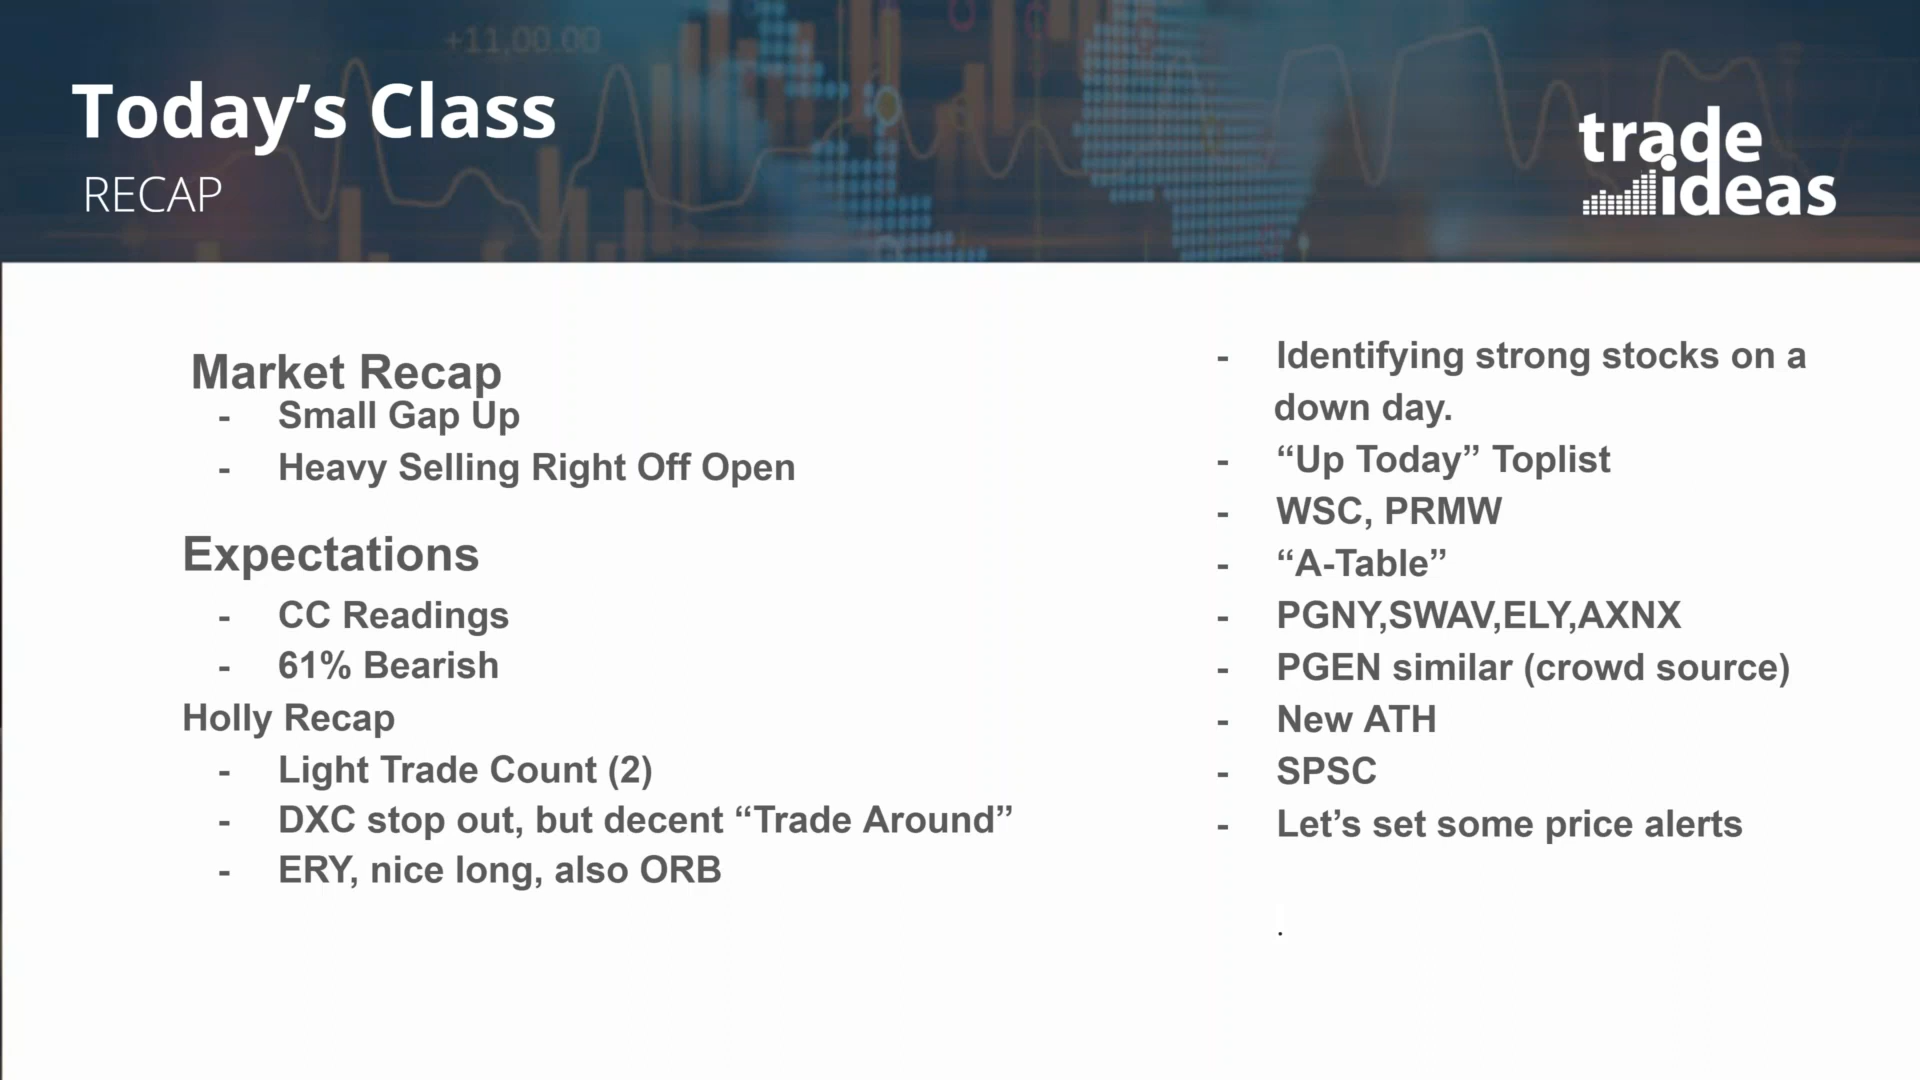 +11,00.00
Today’s Class
RECAP
trade
ideas
Market Recap
- Small Gap Up
- Heavy Selling Right Off Open
Expectations
- CC Readings
- 61% Bearish
Holly Recap
- Light Trade Count (2)
- DXC stop out, but decent “Trade Around”
- ERY, nice long, also ORB
- Identifying strong stocks on a
down day.
- “Up Today” Toplist
- WSC, PRMW
- “A-Table”
- PGNY,SWAV,ELY,AXNX
- PGEN similar (crowd source)
- New ATH
- SPSC
- Let’s set some price alerts
.